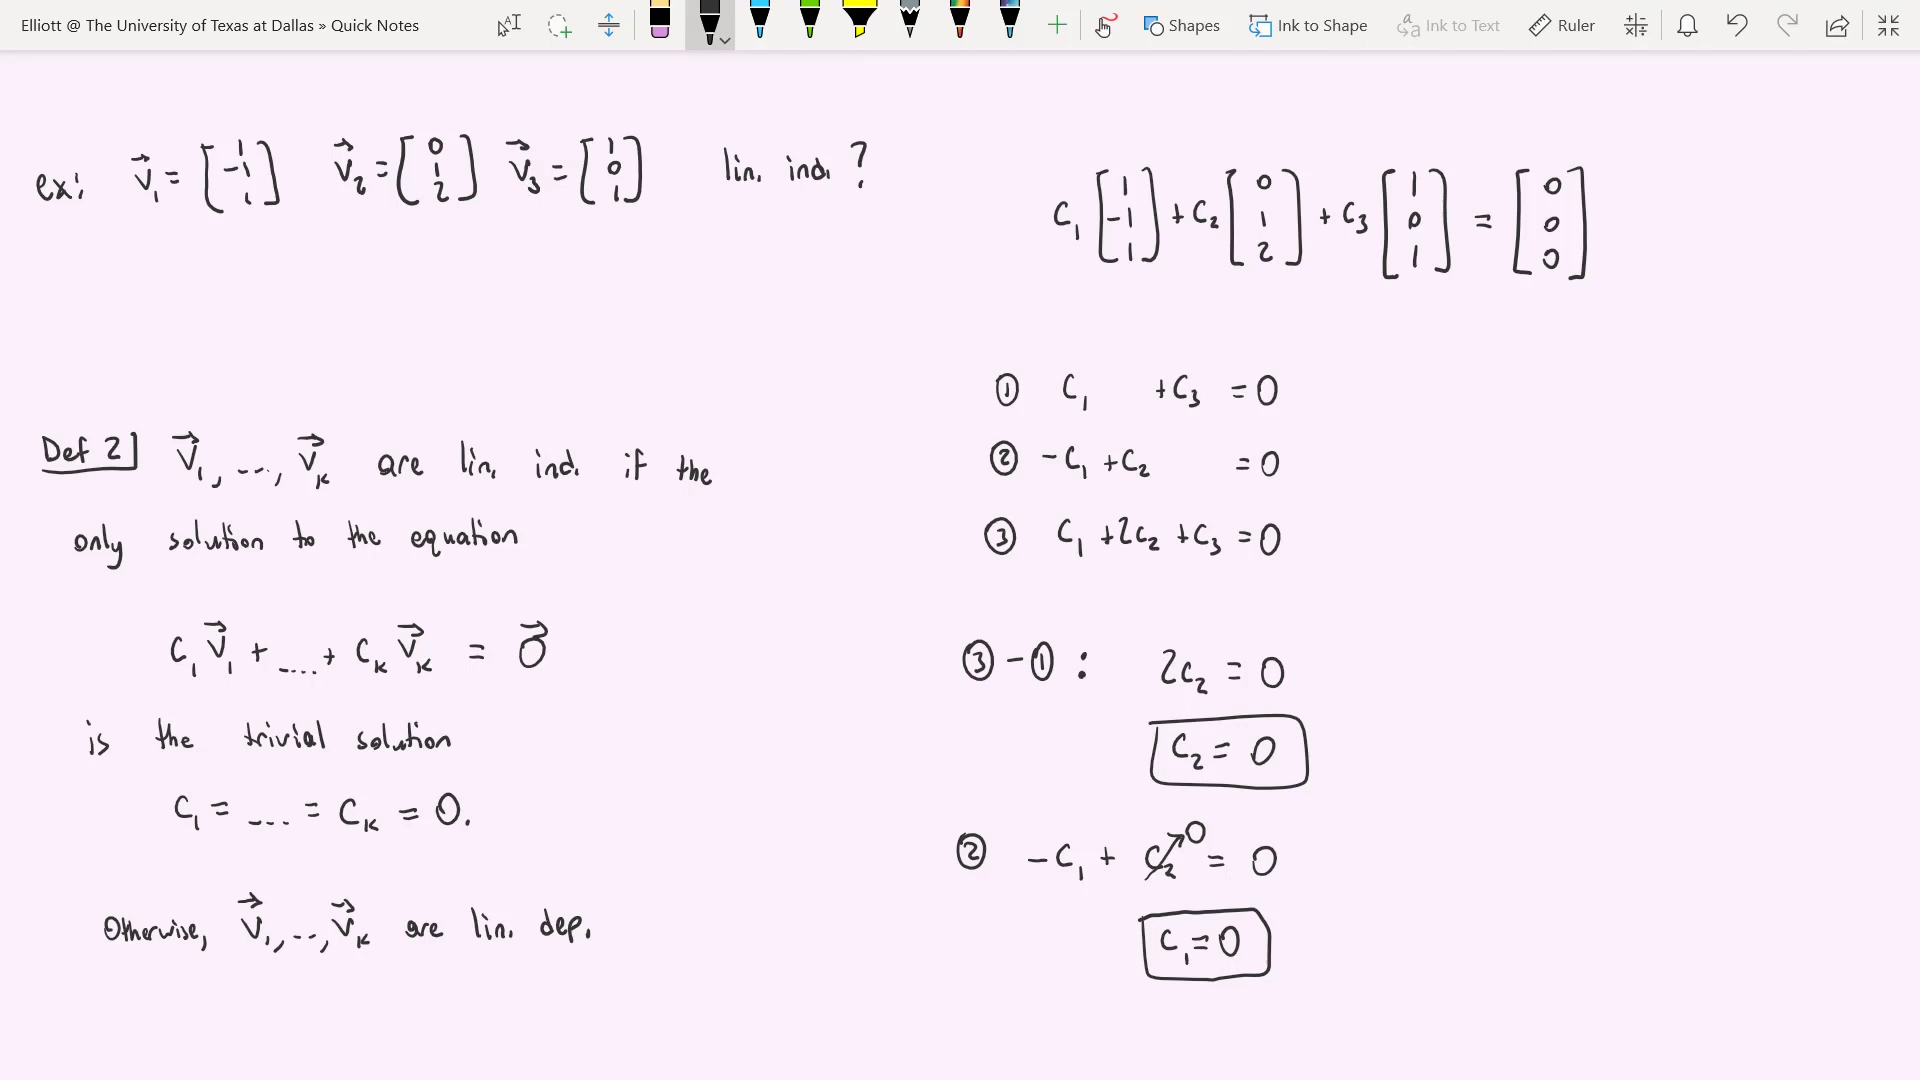 Elliott @ The University of Texas at Dallas » Quick Notes
Shapes Ink to Shape Ink to Text Ruler
ex: v⃗₁ = [1 -1 1] v⃗₂ = [0 1 2] v⃗₃ = [1 0 1] lin. ind. ?
Def 2] v⃗₁, ..., v⃗ₖ are lin. ind. if the
only solution to the equation
c₁ v⃗₁ + .... + cₖ v⃗ₖ = 0⃗
is the trivial solution
c₁ = .... = cₖ = 0.
Otherwise, v⃗₁, ..., v⃗ₖ are lin. dep.
c₁ [1 -1 1] + c₂ [0 1 2] + c₃ [1 0 1] = [0 0 0]
① c₁ + c₃ = 0
② -c₁ + c₂ = 0
③ c₁ + 2c₂ + c₃ = 0
③ - ① : 2c₂ = 0
c₂ = 0
② -c₁ + c₂ ↗ 0 = 0
c₁ = 0